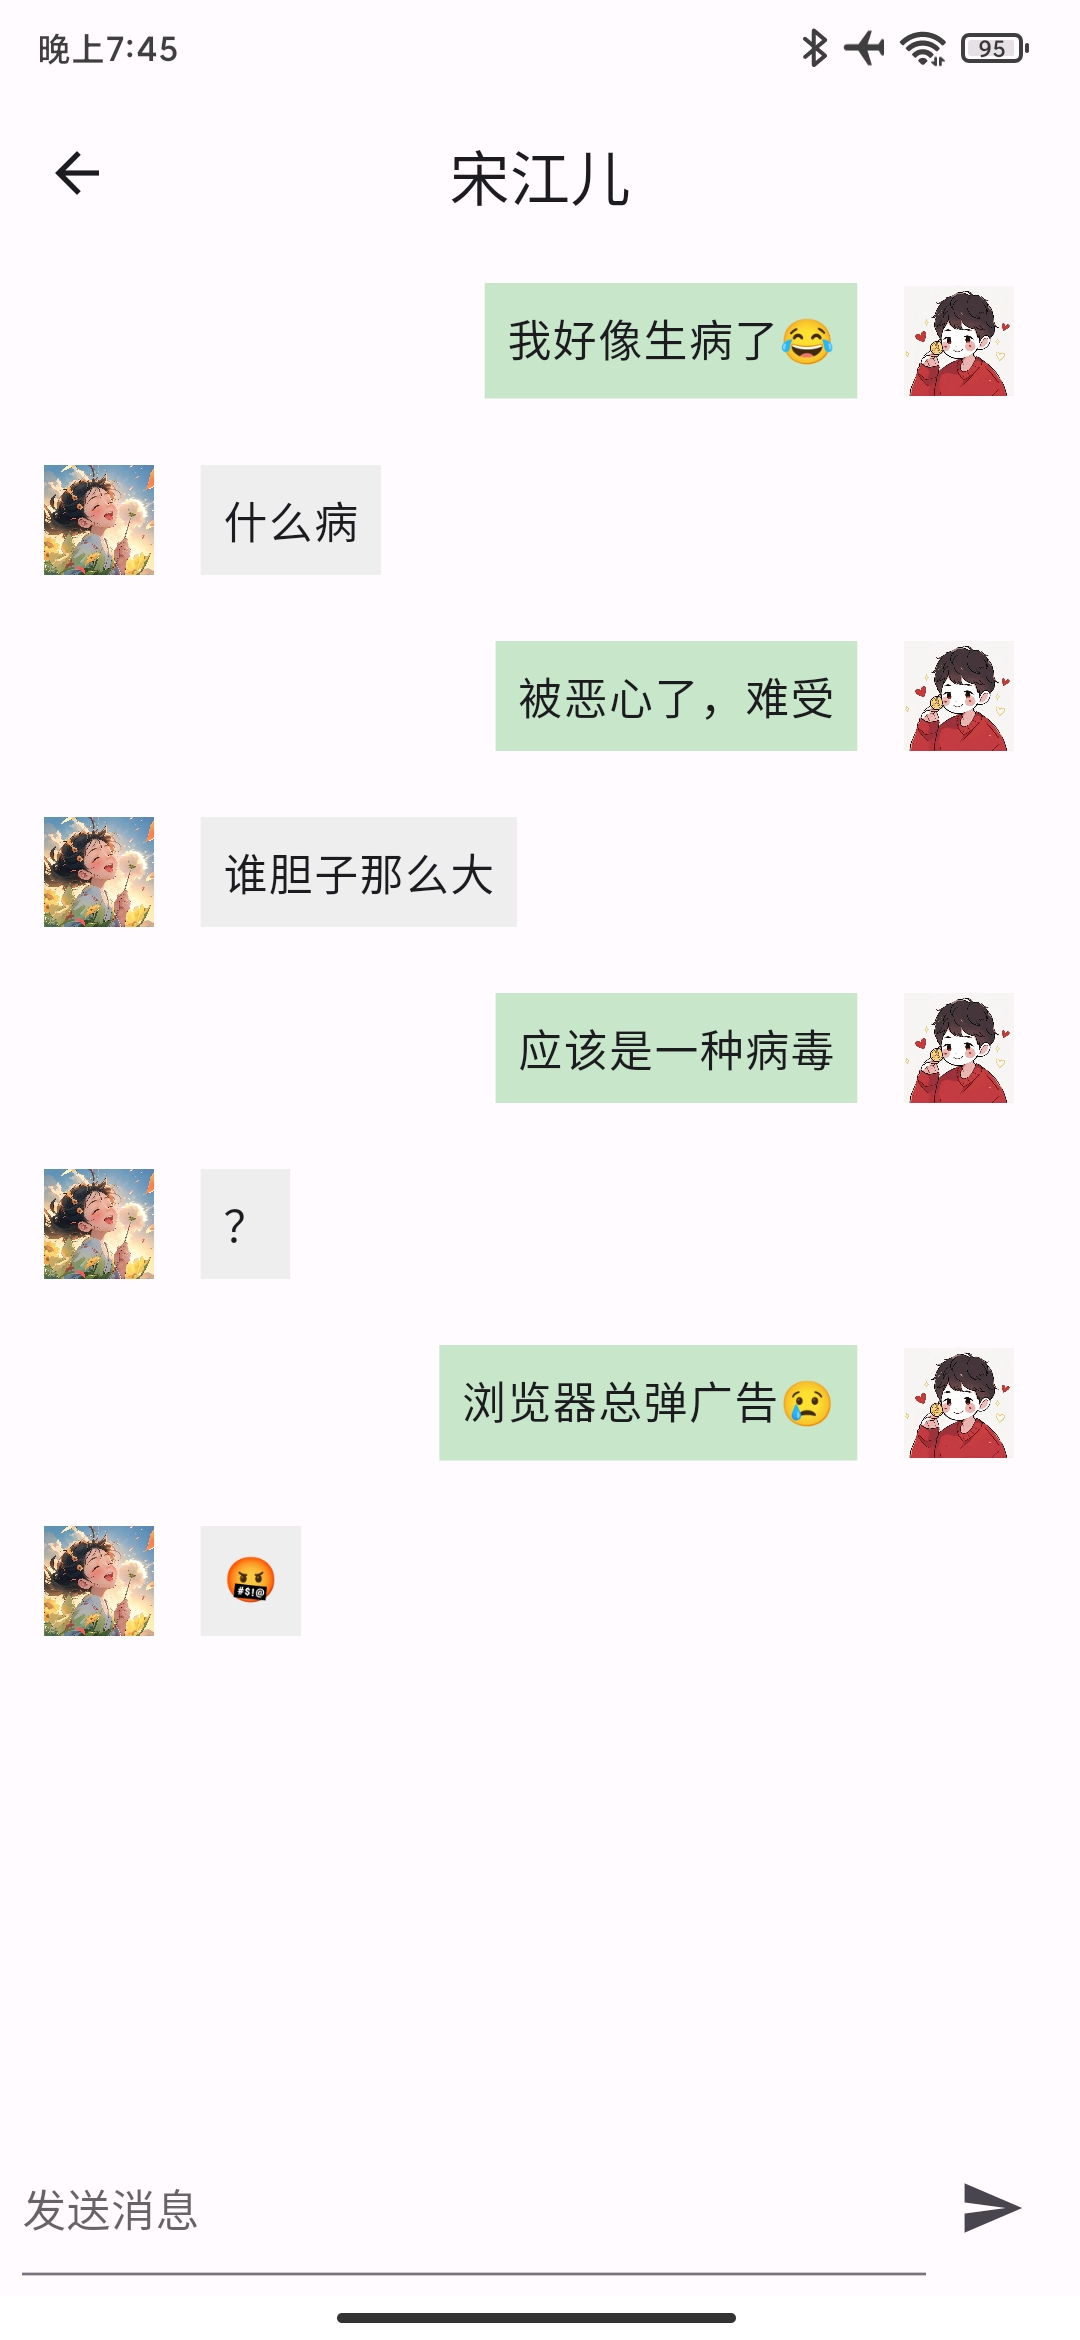 晚上7:45
95
宋江儿
我好像生病了😂
什么病
被恶心了，难受
谁胆子那么大
应该是一种病毒
？
浏览器总弹广告😢
🤬
发送消息